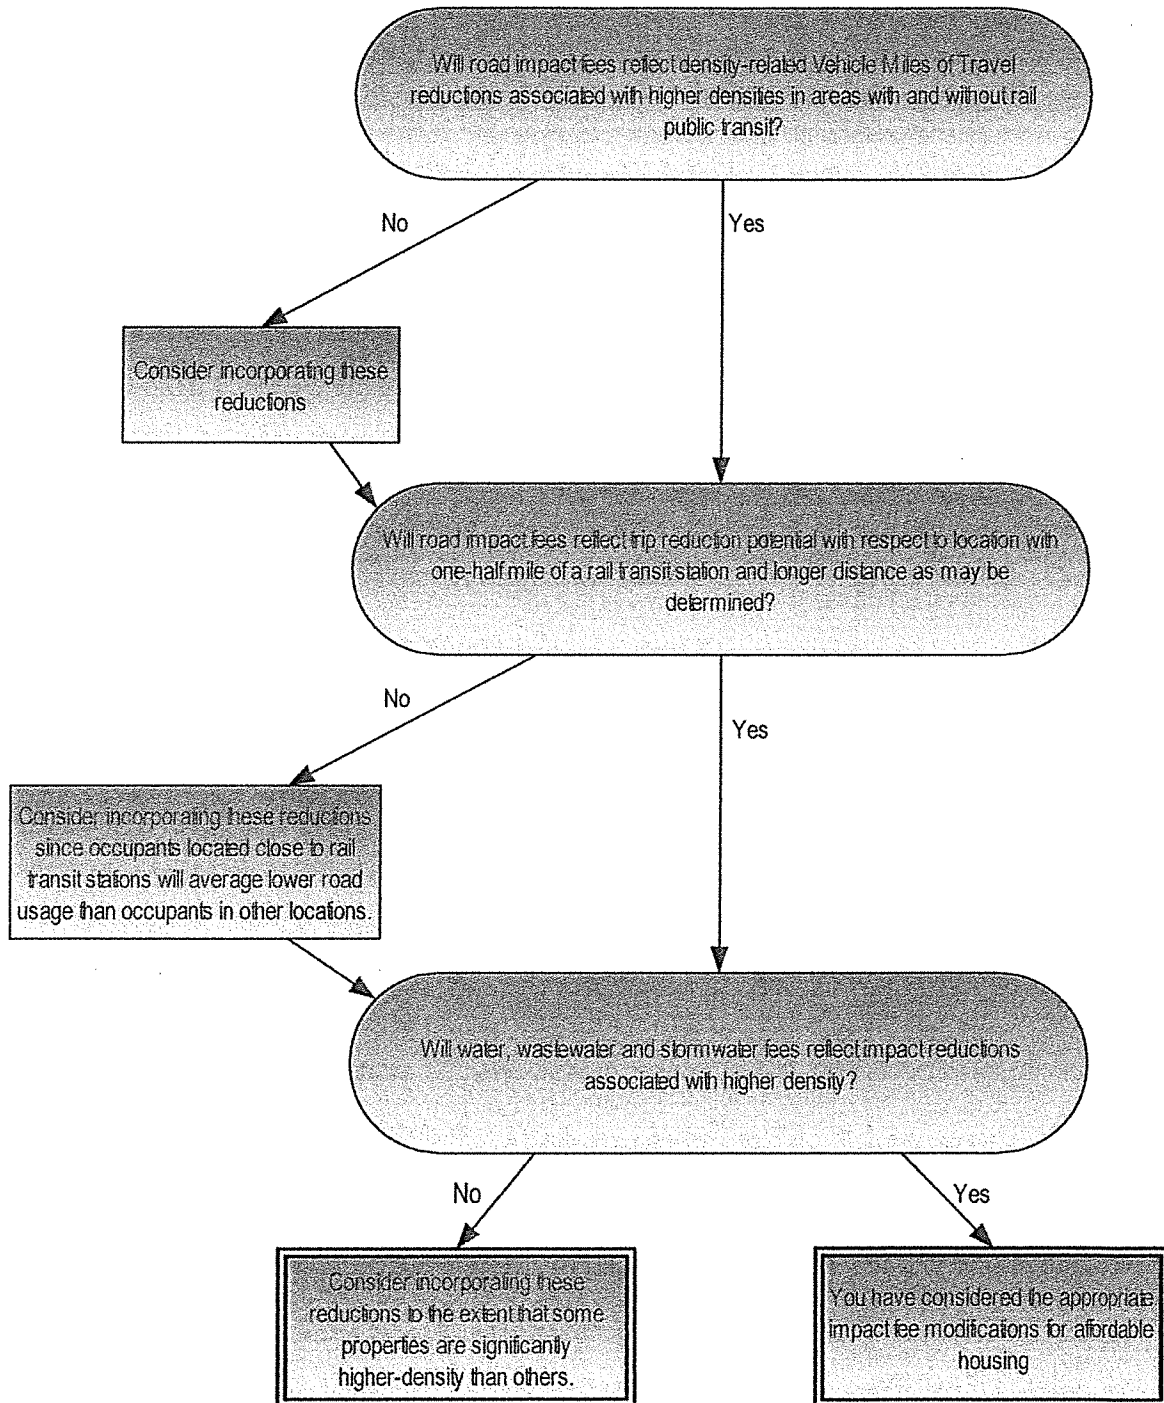 Will road impact fees reflect density-related Vehicle Miles of Travel
reductions associated with higher densities in areas with and without rail
public transit?
No
Yes
Consider incorporating these
reductions
Will road impact fees reflect trip reduction potential with respect to location with
one-half mile of a rail transit station and longer distance as may be
determined?
No
Yes
Consider incorporating these reductions
since occupants located close to rail
transit stations will average lower road
usage than occupants in other locations.
Will water, wastewater and stormwater fees reflect impact reductions
associated with higher density?
No
Yes
Consider incorporating these
reductions to the extent that some
properties are significantly
higher-density than others.
You have considered the appropriate
impact fee modifications for affordable
housing